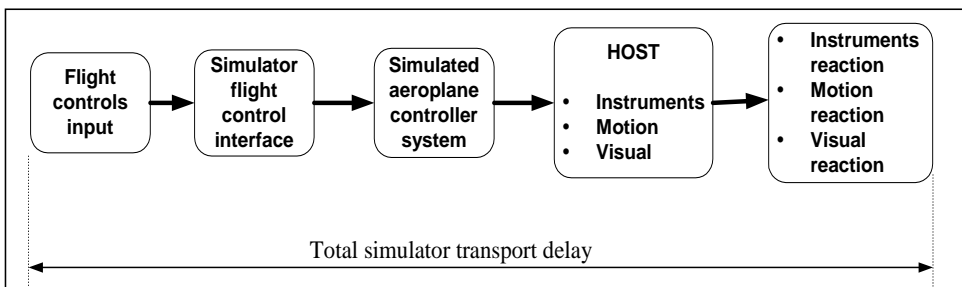 Flight
controls
input
Simulator
flight
control
interface
Simulated
aeroplane
controller
system
HOST
• Instruments
• Motion
• Visual
• Instruments
reaction
• Motion
reaction
• Visual
reaction
Total simulator transport delay